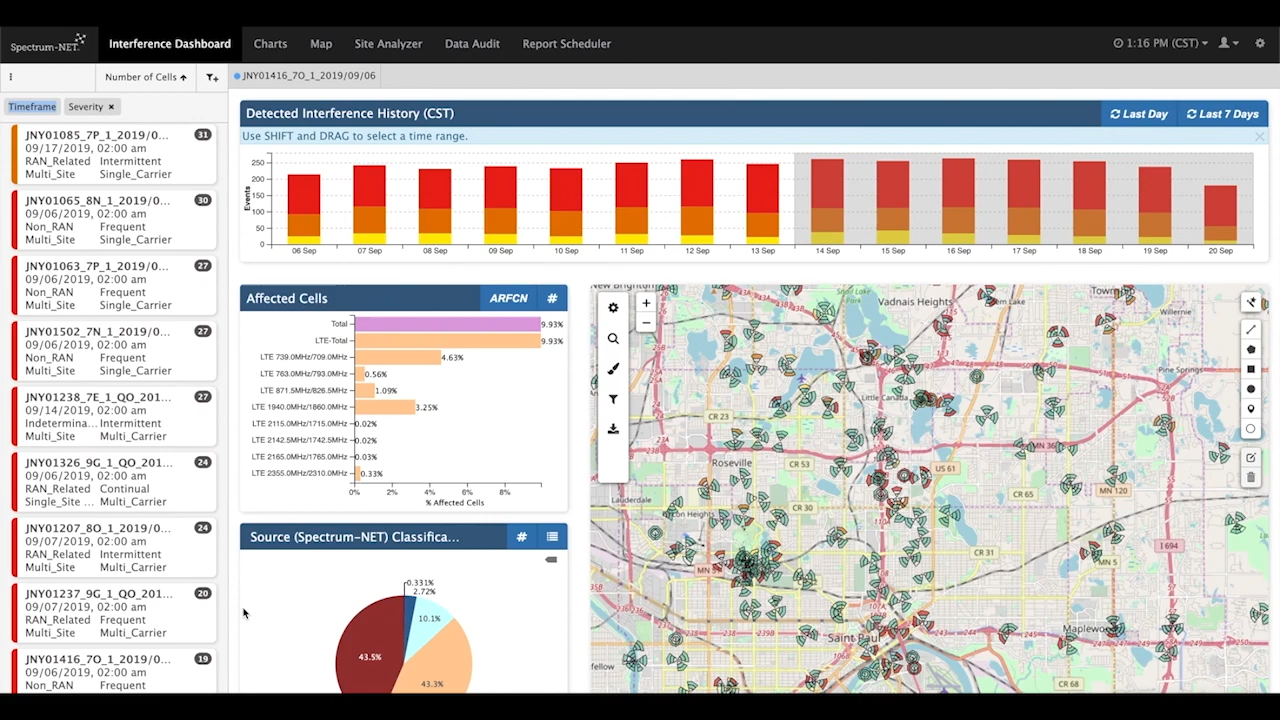 Spectrum-NET
Interference Dashboard
Charts
Map
Site Analyzer
Data Audit
Report Scheduler
1:16 PM (CST)
Number of Cells
JNY01416_7O_1_2019/09/06
Timeframe
Severity ×
JNY01085_7P_1_2019/0... 31
09/17/2019, 02:00 am
RAN_Related Intermittent
Multi_Site Single_Carrier
JNY01065_8N_1_2019/0... 30
09/06/2019, 02:00 am
Non_RAN Frequent
Multi_Site Single_Carrier
JNY01063_7P_1_2019/0... 27
09/06/2019, 02:00 am
Non_RAN Frequent
Multi_Site Single_Carrier
JNY01502_7N_1_2019/0... 27
09/06/2019, 02:00 am
Non_RAN Frequent
Multi_Site Single_Carrier
JNY01238_7E_1_QO_201... 27
09/14/2019, 02:00 am
Indetermina... Intermittent
Multi_Site Multi_Carrier
JNY01326_9G_1_QO_201... 24
09/06/2019, 02:00 am
RAN_Related Continual
Single_Site ... Multi_Carrier
JNY01207_8O_1_2019/0... 24
09/07/2019, 02:00 am
RAN_Related Intermittent
Multi_Site Multi_Carrier
JNY01237_9G_1_QO_201... 20
09/07/2019, 02:00 am
RAN_Related Frequent
Multi_Site Multi_Carrier
JNY01416_7O_1_2019/0... 19
09/06/2019, 02:00 am
Non_RAN Frequent
Detected Interference History (CST)
Last Day
Last 7 Days
Use SHIFT and DRAG to select a time range.
Events
250
200
150
100
50
0
06 Sep 07 Sep 08 Sep 09 Sep 10 Sep 11 Sep 12 Sep 13 Sep 14 Sep 15 Sep 16 Sep 17 Sep 18 Sep 19 Sep 20 Sep
Affected Cells
ARFCN #
Total 9.93%
LTE-Total 9.93%
LTE 739.0MHz/709.0MHz 4.63%
LTE 763.0MHz/793.0MHz 0.56%
LTE 871.5MHz/826.5MHz 1.09%
LTE 1940.0MHz/1860.0MHz 3.25%
LTE 2115.0MHz/1715.0MHz 0.02%
LTE 2142.5MHz/1742.5MHz 0.02%
LTE 2165.0MHz/1765.0MHz 0.03%
LTE 2355.0MHz/2310.0MHz 0.33%
0% 2% 4% 6% 8%
% Affected Cells
Source (Spectrum-NET) Classifica...
#
0.331%
2.72%
10.1%
43.5%
43.3%
+
−
New Brighton
Vadnais Heights
Willernie
Pine Springs
Little Canada
CR 23
23A
MN 36
Roseville
CR 53
US 61
CR 65
MN 120
Lauderdale
CR 30
I 694
CR 31
MN 5
35B
107A
Saint Paul
106B
CR 68